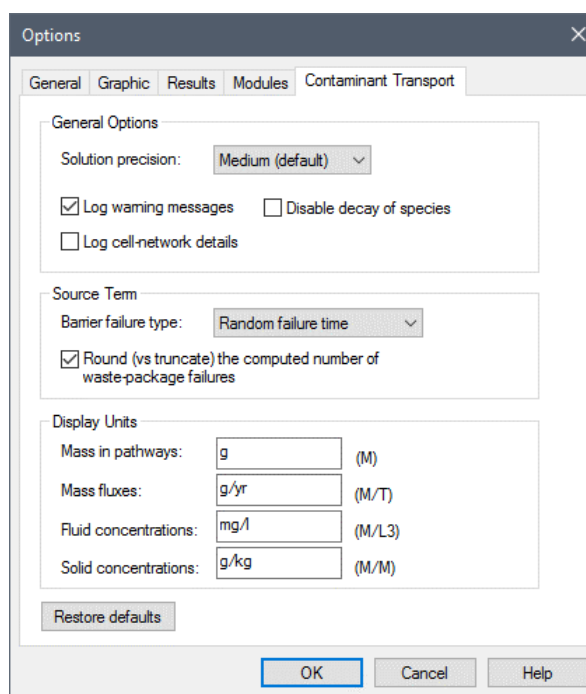 Options
General Graphic Results Modules Contaminant Transport
General Options
Solution precision: Medium (default)
Log warning messages Disable decay of species
Log cell-network details
Source Term
Barrier failure type: Random failure time
Round (vs truncate) the computed number of
waste-package failures
Display Units
Mass in pathways: g (M)
Mass fluxes: g/yr (M/T)
Fluid concentrations: mg/l (M/L3)
Solid concentrations: g/kg (M/M)
Restore defaults
OK Cancel Help